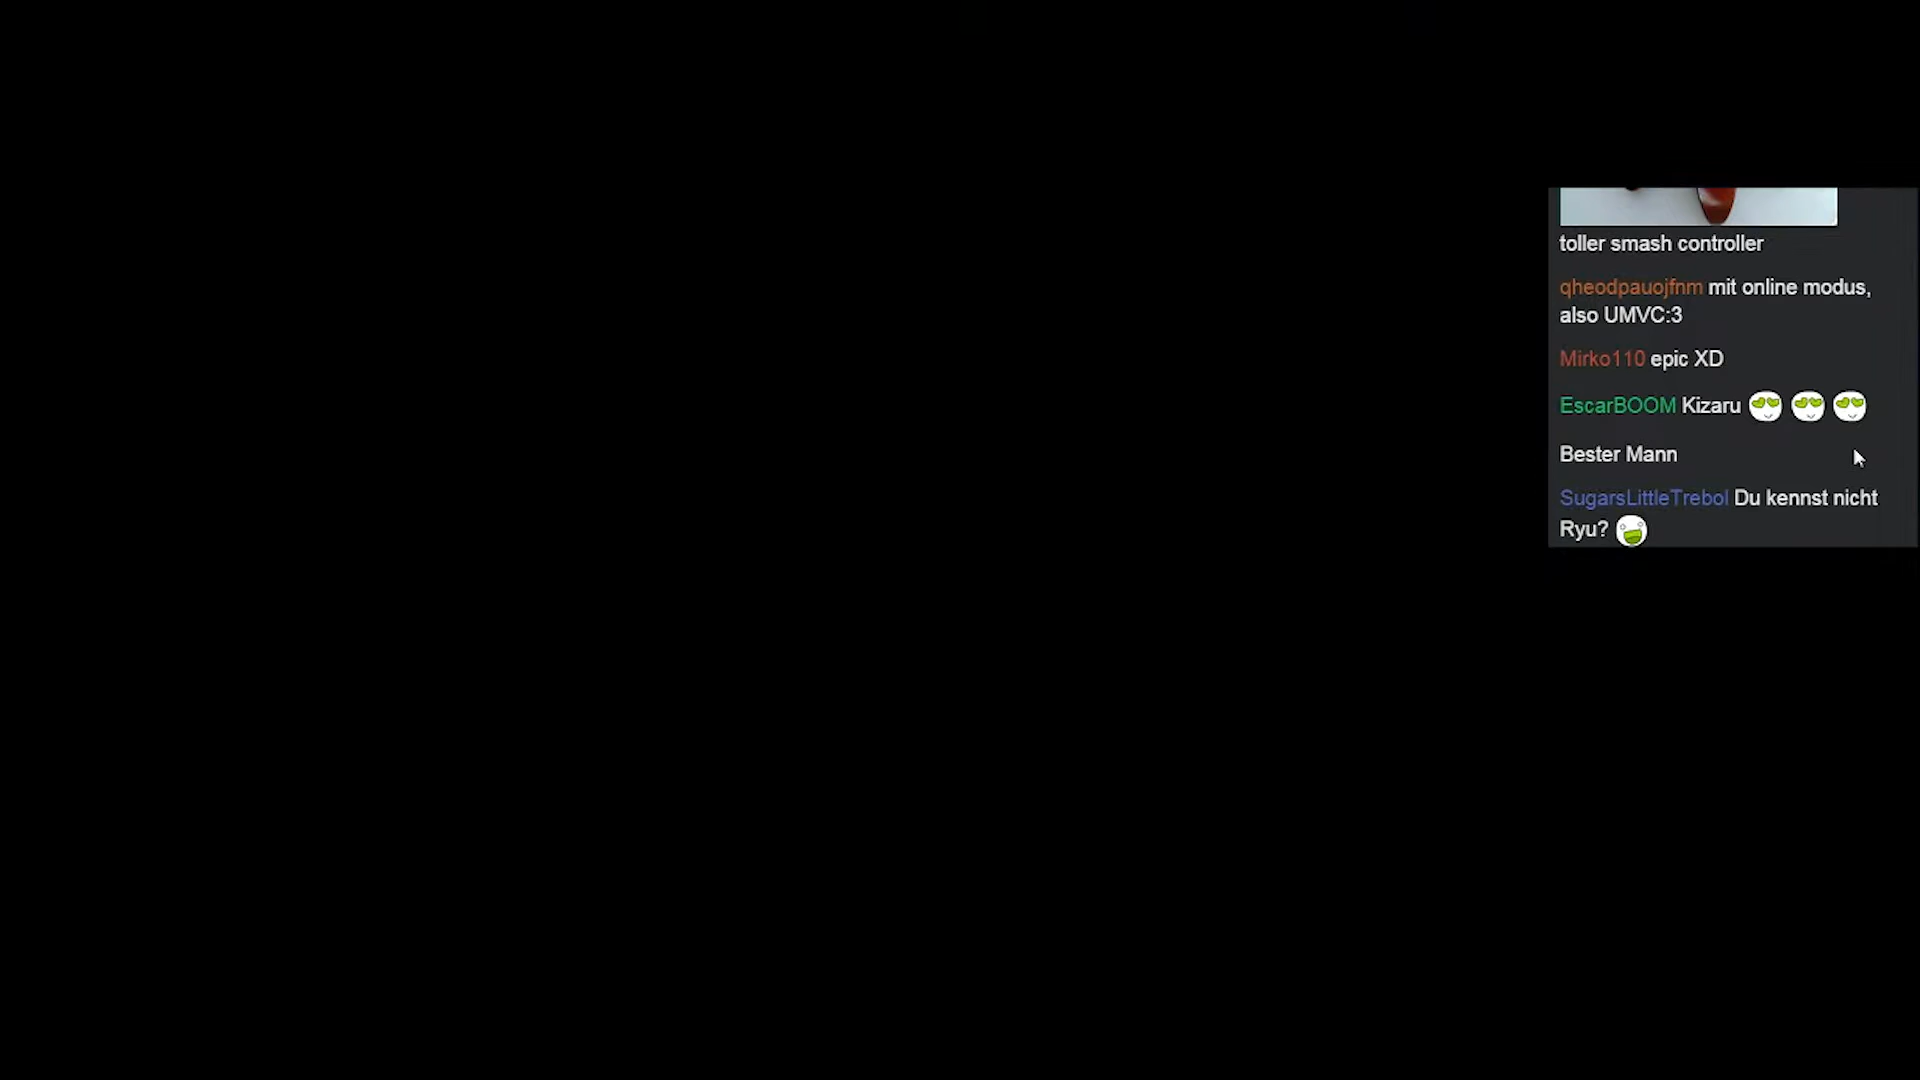 toller smash controller
qheodpauojfnm mit online modus,
also UMVC:3
Mirko110 epic XD
EscarBOOM Kizaru
Bester Mann
SugarsLittleTrebol Du kennst nicht
Ryu?